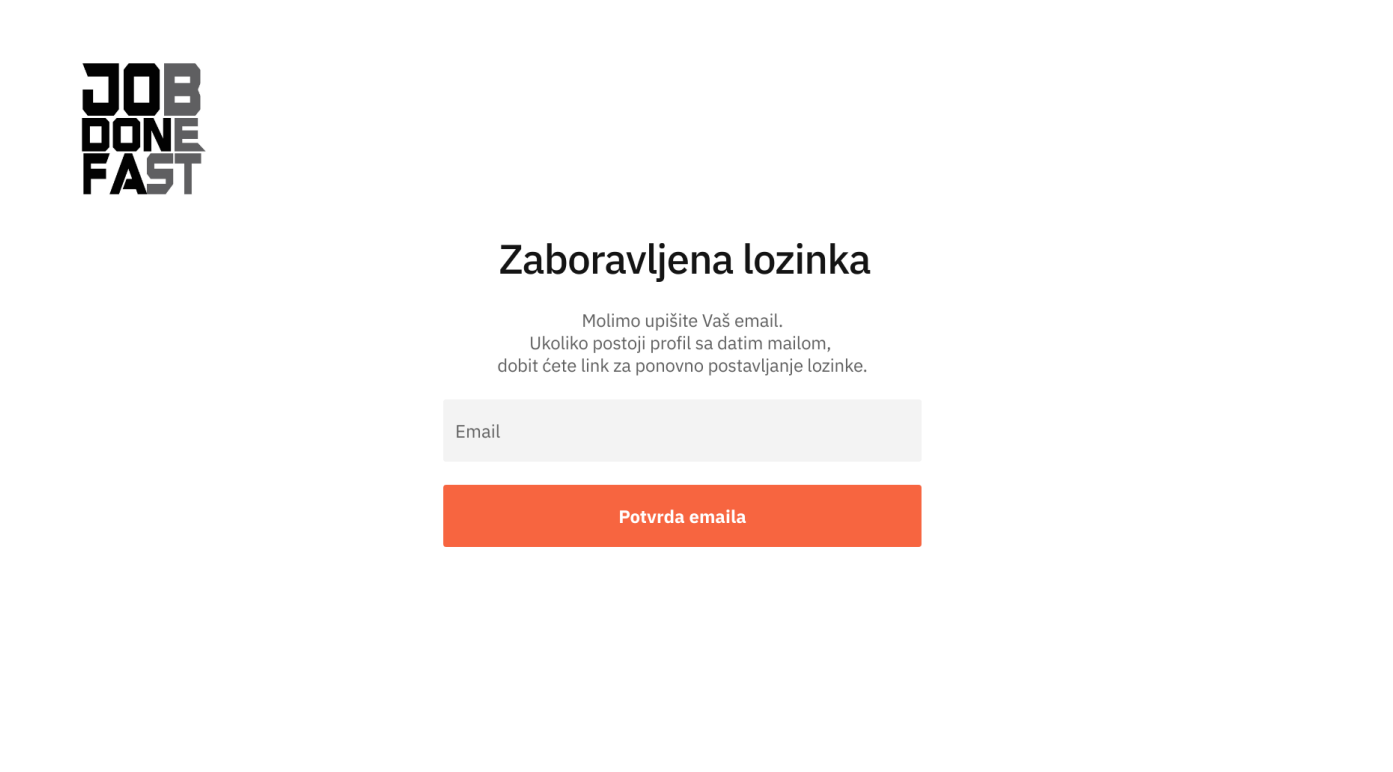 JOB
DONE
FAST
Zaboravljena lozinka
Molimo upišite Vaš email.
Ukoliko postoji profil sa datim mailom,
dobit ćete link za ponovno postavljanje lozinke.
Email
Potvrda emaila